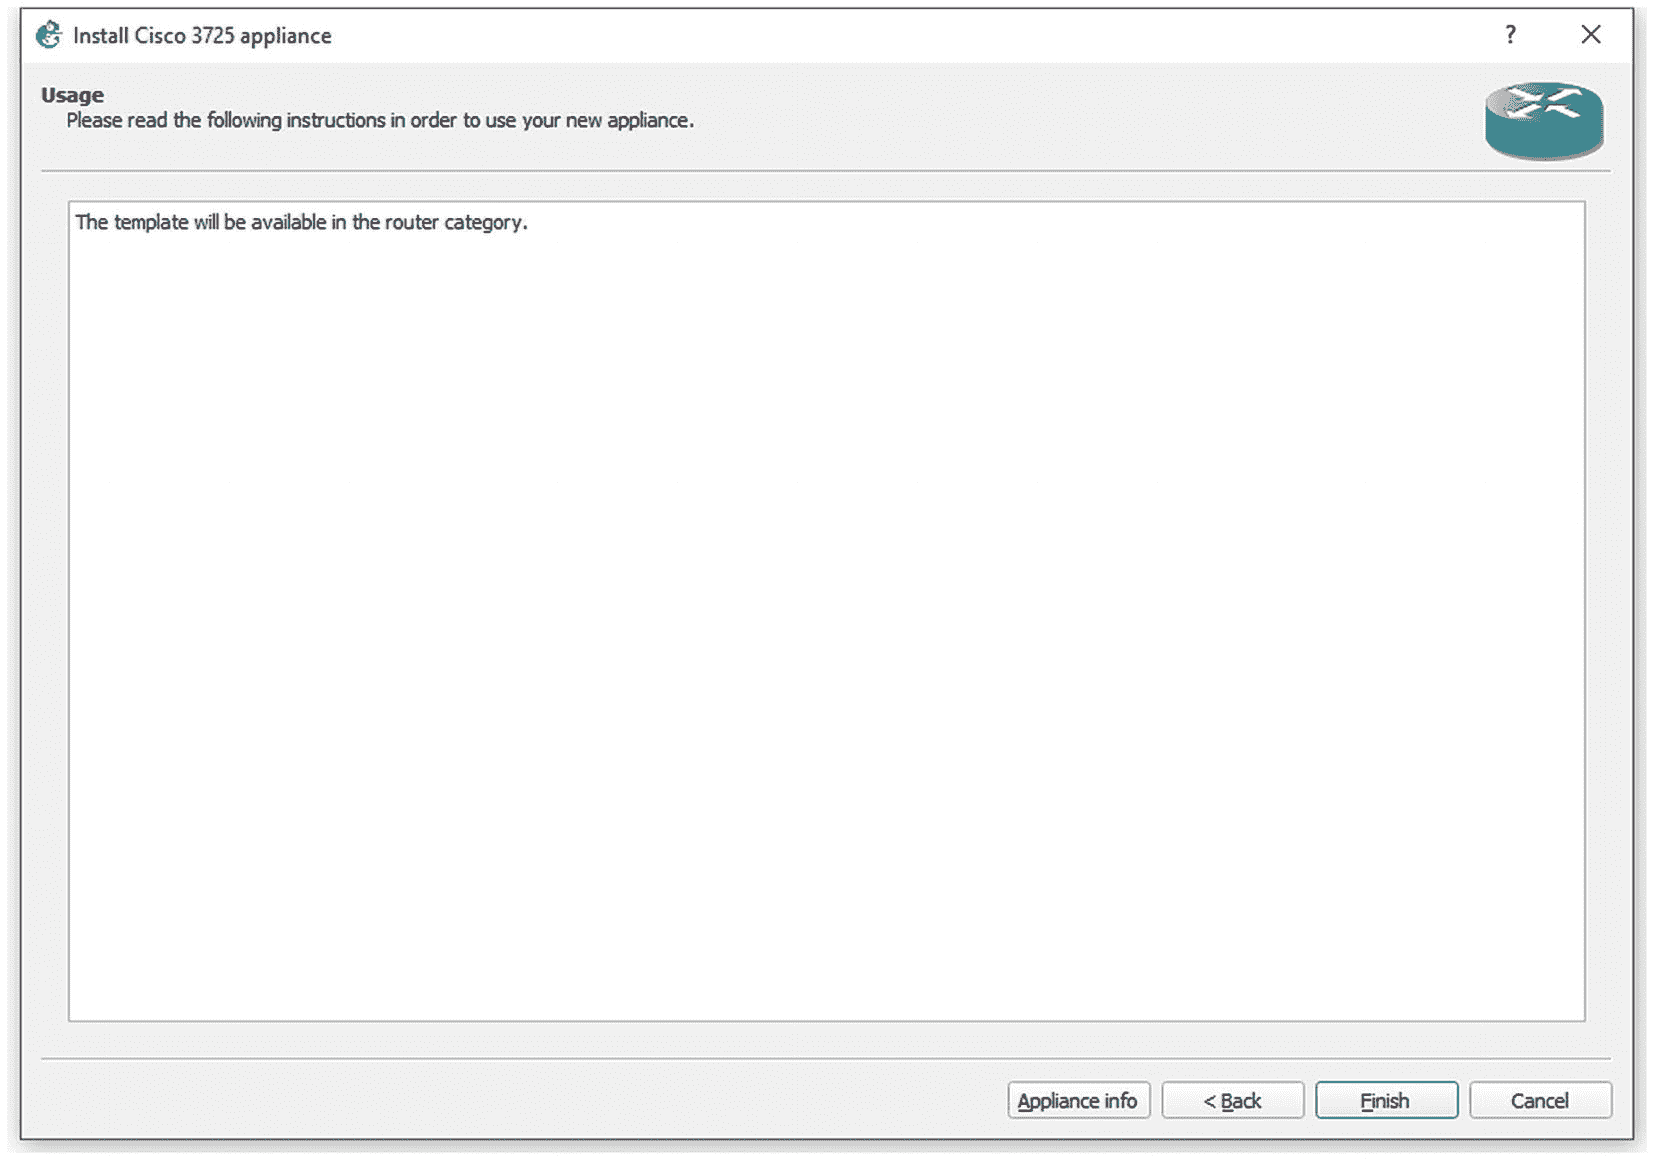 Install Cisco 3725 appliance
?
Usage
Please read the following instructions in order to use your new appliance.
The template will be available in the router category.
Appliance info
< Back
Finish
Cancel